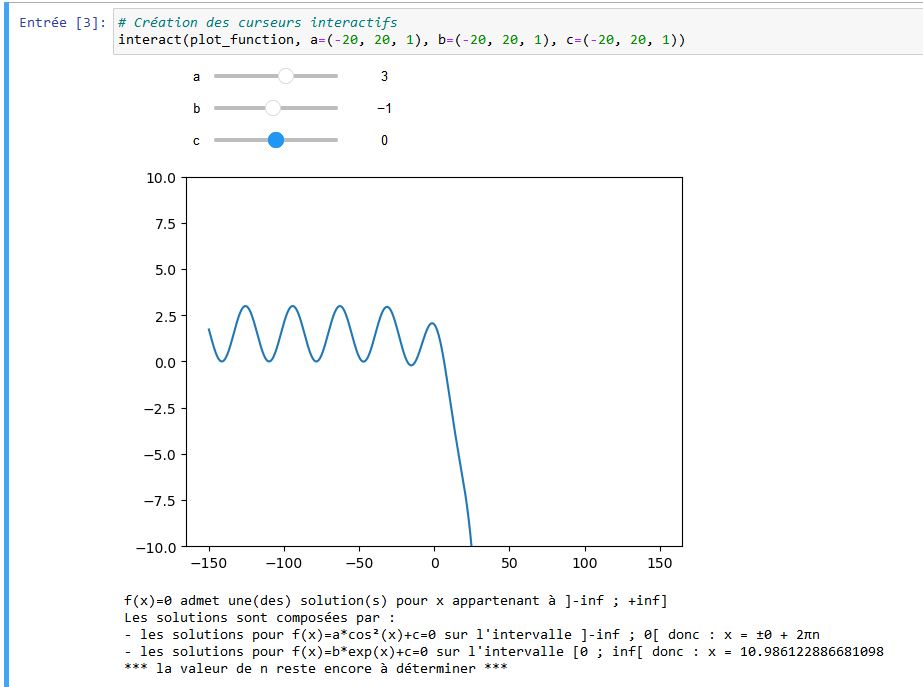 Entrée [3]: # Création des curseurs interactifs
interact(plot_function, a=(-20, 20, 1), b=(-20, 20, 1), c=(-20, 20, 1))
a 3
b −1
c 0
10.0
7.5
5.0
2.5
0.0
−2.5
−5.0
−7.5
−10.0
−150 −100 −50 0 50 100 150
f(x)=0 admet une(des) solution(s) pour x appartenant à ]-inf ; +inf]
Les solutions sont composées par :
- les solutions pour f(x)=a*cos²(x)+c=0 sur l'intervalle ]-inf ; 0[ donc : x = ±0 + 2πn
- les solutions pour f(x)=b*exp(x)+c=0 sur l'intervalle [0 ; inf[ donc : x = 10.986122886681098
*** la valeur de n reste encore à déterminer ***